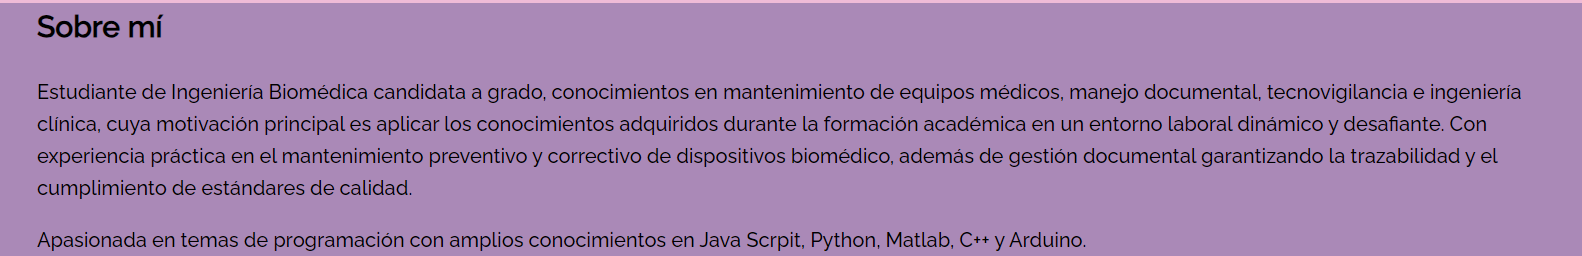 Sobre mí
Estudiante de Ingeniería Biomédica candidata a grado, conocimientos en mantenimiento de equipos médicos, manejo documental, tecnovigilancia e ingeniería
clínica, cuya motivación principal es aplicar los conocimientos adquiridos durante la formación académica en un entorno laboral dinámico y desafiante. Con
experiencia práctica en el mantenimiento preventivo y correctivo de dispositivos biomédico, además de gestión documental garantizando la trazabilidad y el
cumplimiento de estándares de calidad.
Apasionada en temas de programación con amplios conocimientos en Java Scrpit, Python, Matlab, C++ y Arduino.